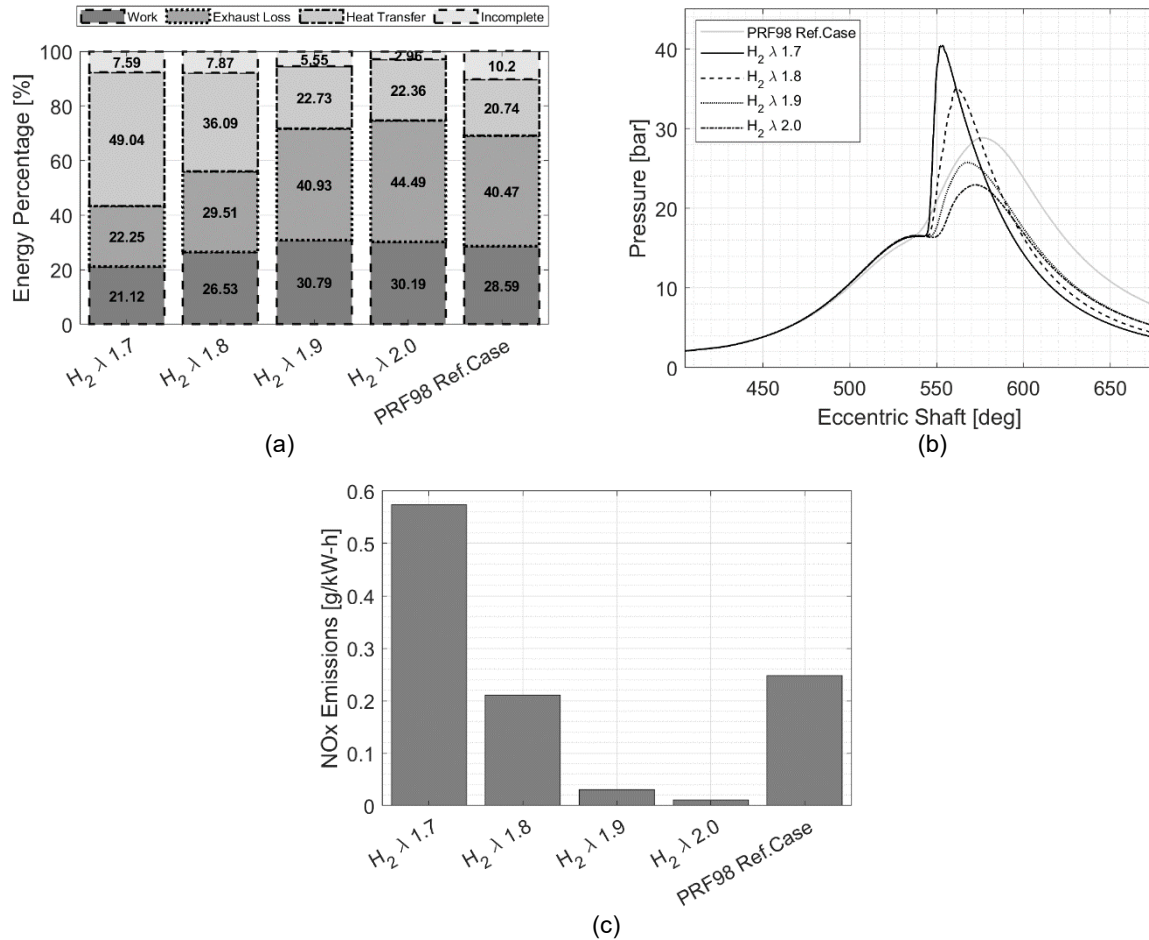 (a)
Work Exhaust Loss Heat Transfer Incomplete
Energy Percentage [%]
100
80
60
40
20
0
7.59 7.87 5.55 2.96 10.2
49.04 36.09 22.73 22.36 20.74
22.25 29.51 40.93 44.49 40.47
21.12 26.53 30.79 30.19 28.59
H₂ λ 1.7
H₂ λ 1.8
H₂ λ 1.9
H₂ λ 2.0
PRF98 Ref.Case
(b)
PRF98 Ref.Case
H₂ λ 1.7
H₂ λ 1.8
H₂ λ 1.9
H₂ λ 2.0
Pressure [bar]
40
30
20
10
0
450 500 550 600 650
Eccentric Shaft [deg]
NOx Emissions [g/kW-h]
0.6
0.5
0.4
0.3
0.2
0.1
0
H₂ λ 1.7
H₂ λ 1.8
H₂ λ 1.9
H₂ λ 2.0
PRF98 Ref.Case
(c)